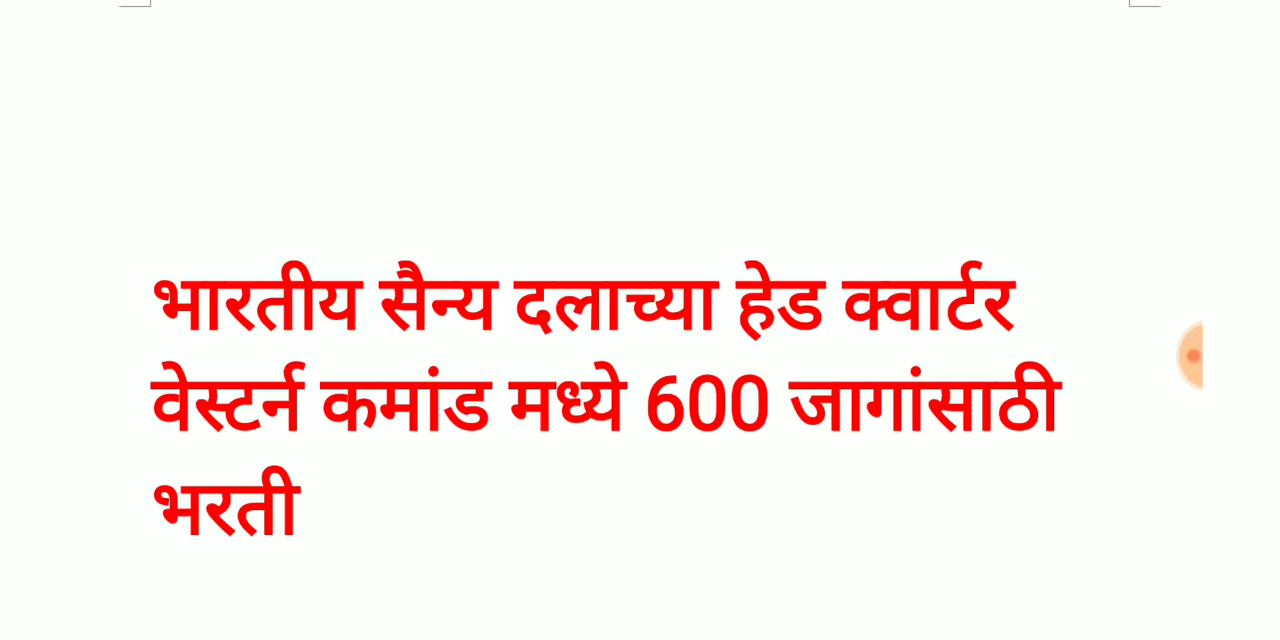 भारतीय सैन्य दलाच्या हेड क्वार्टर
वेस्टर्न कमांड मध्ये 600 जागांसाठी
भरती